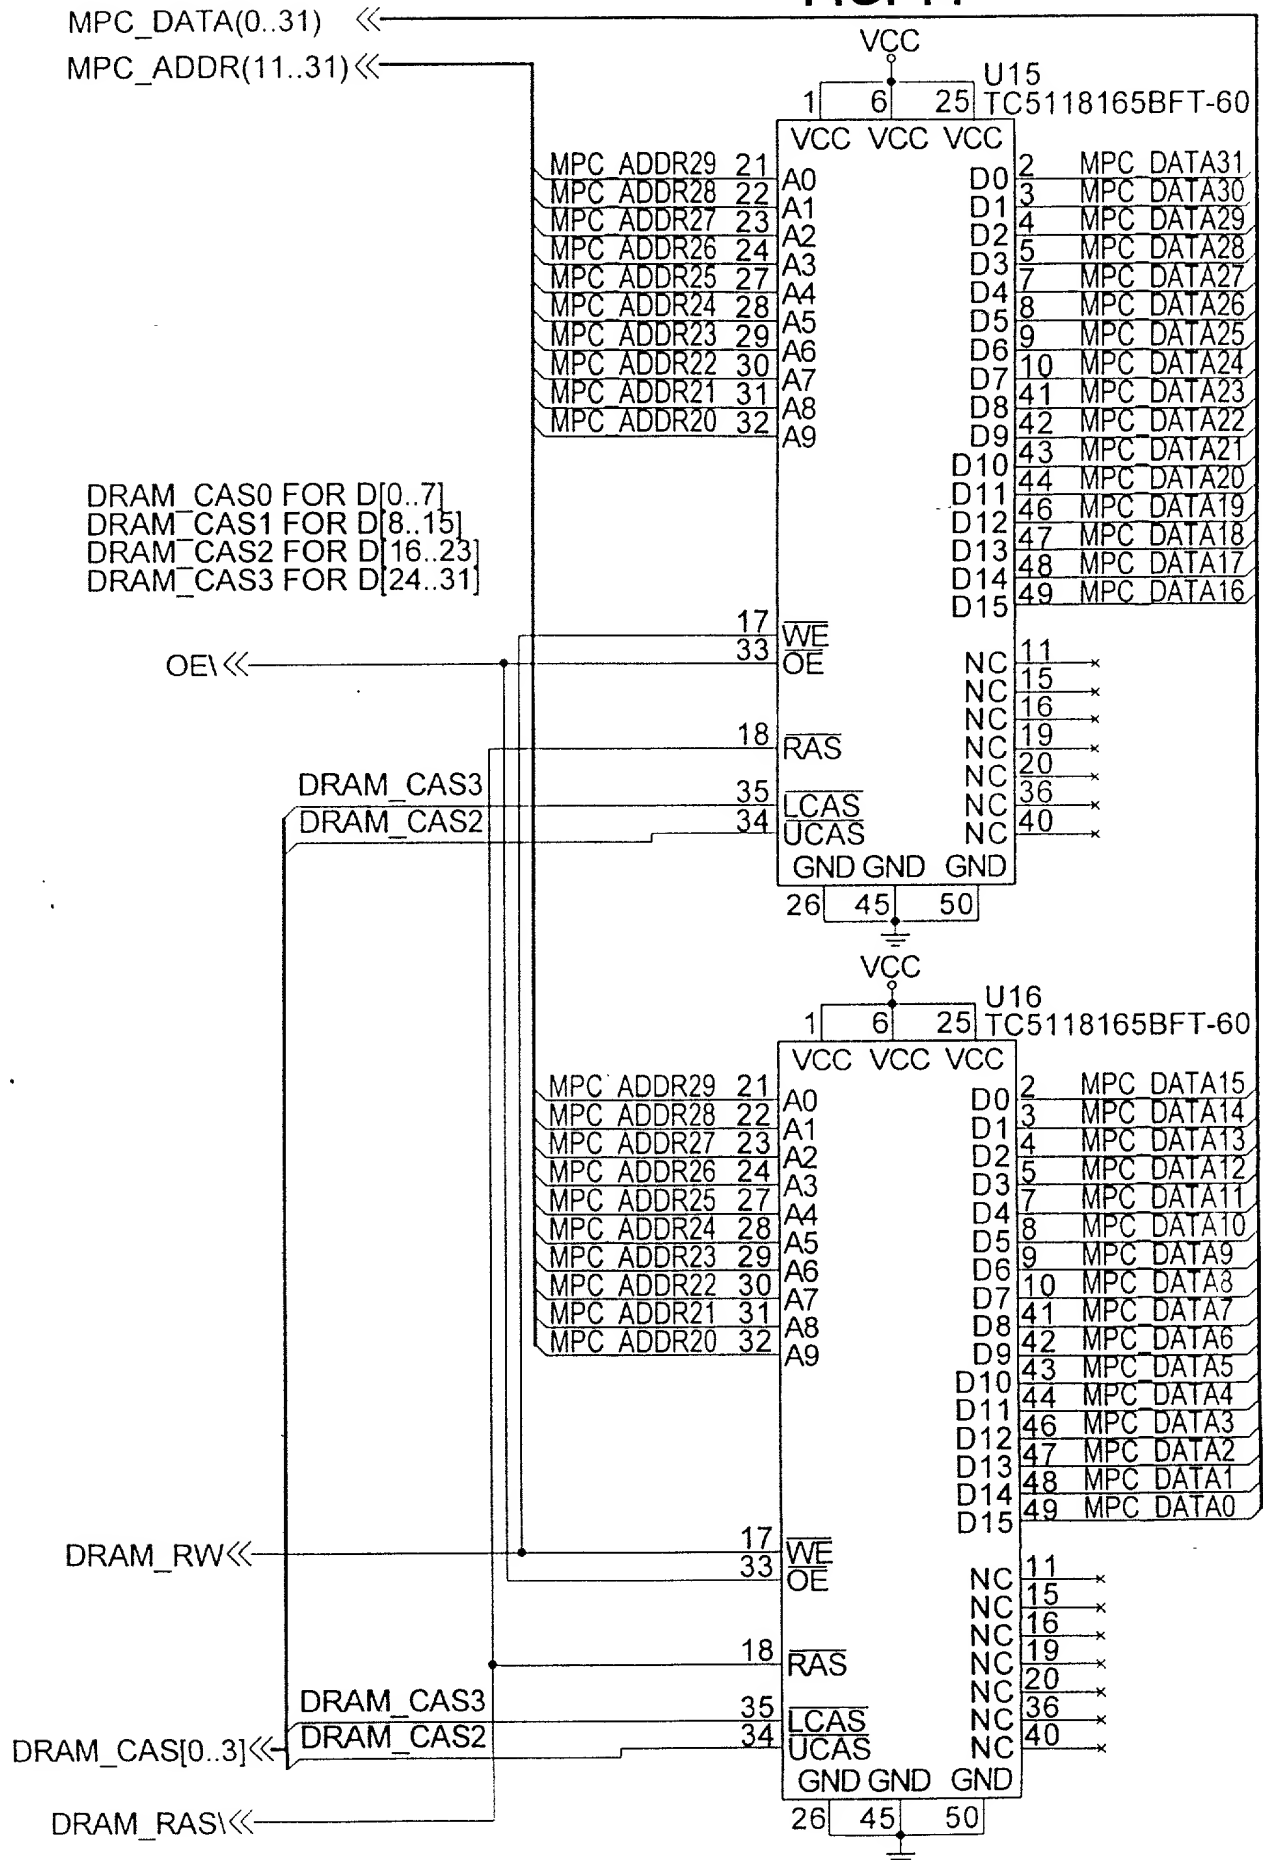 MPC_DATA(0..31)
MPC_ADDR(11..31)
VCC
U15
1 6 25 TC5118165BFT-60
VCC VCC VCC
MPC_ADDR29 21 A0 D0 2 MPC_DATA31
MPC_ADDR28 22 A1 D1 3 MPC_DATA30
MPC_ADDR27 23 A2 D2 4 MPC_DATA29
MPC_ADDR26 24 A3 D3 5 MPC_DATA28
MPC_ADDR25 27 A4 D4 7 MPC_DATA27
MPC_ADDR24 28 A5 D5 8 MPC_DATA26
MPC_ADDR23 29 A6 D6 9 MPC_DATA25
MPC_ADDR22 30 A7 D7 10 MPC_DATA24
MPC_ADDR21 31 A8 D8 41 MPC_DATA23
MPC_ADDR20 32 A9 D9 42 MPC_DATA22
D10 43 MPC_DATA21
D11 44 MPC_DATA20
D12 46 MPC_DATA19
D13 47 MPC_DATA18
D14 48 MPC_DATA17
D15 49 MPC_DATA16
DRAM_CAS0 FOR D[0..7]
DRAM_CAS1 FOR D[8..15]
DRAM_CAS2 FOR D[16..23]
DRAM_CAS3 FOR D[24..31]
17 WE
OE\ 33 OE NC 11
NC 15
NC 16
18 RAS NC 19
NC 20
DRAM_CAS3 35 LCAS NC 36
DRAM_CAS2 34 UCAS NC 40
GND GND GND
26 45 50
VCC
U16
1 6 25 TC5118165BFT-60
VCC VCC VCC
MPC_ADDR29 21 A0 D0 2 MPC_DATA15
MPC_ADDR28 22 A1 D1 3 MPC_DATA14
MPC_ADDR27 23 A2 D2 4 MPC_DATA13
MPC_ADDR26 24 A3 D3 5 MPC_DATA12
MPC_ADDR25 27 A4 D4 7 MPC_DATA11
MPC_ADDR24 28 A5 D5 8 MPC_DATA10
MPC_ADDR23 29 A6 D6 9 MPC_DATA9
MPC_ADDR22 30 A7 D7 10 MPC_DATA8
MPC_ADDR21 31 A8 D8 41 MPC_DATA7
MPC_ADDR20 32 A9 D9 42 MPC_DATA6
D10 43 MPC_DATA5
D11 44 MPC_DATA4
D12 46 MPC_DATA3
D13 47 MPC_DATA2
D14 48 MPC_DATA1
D15 49 MPC_DATA0
DRAM_RW 17 WE
33 OE NC 11
NC 15
NC 16
18 RAS NC 19
NC 20
DRAM_CAS3 35 LCAS NC 36
DRAM_CAS[0..3] DRAM_CAS2 34 UCAS NC 40
GND GND GND
DRAM_RAS\ 26 45 50